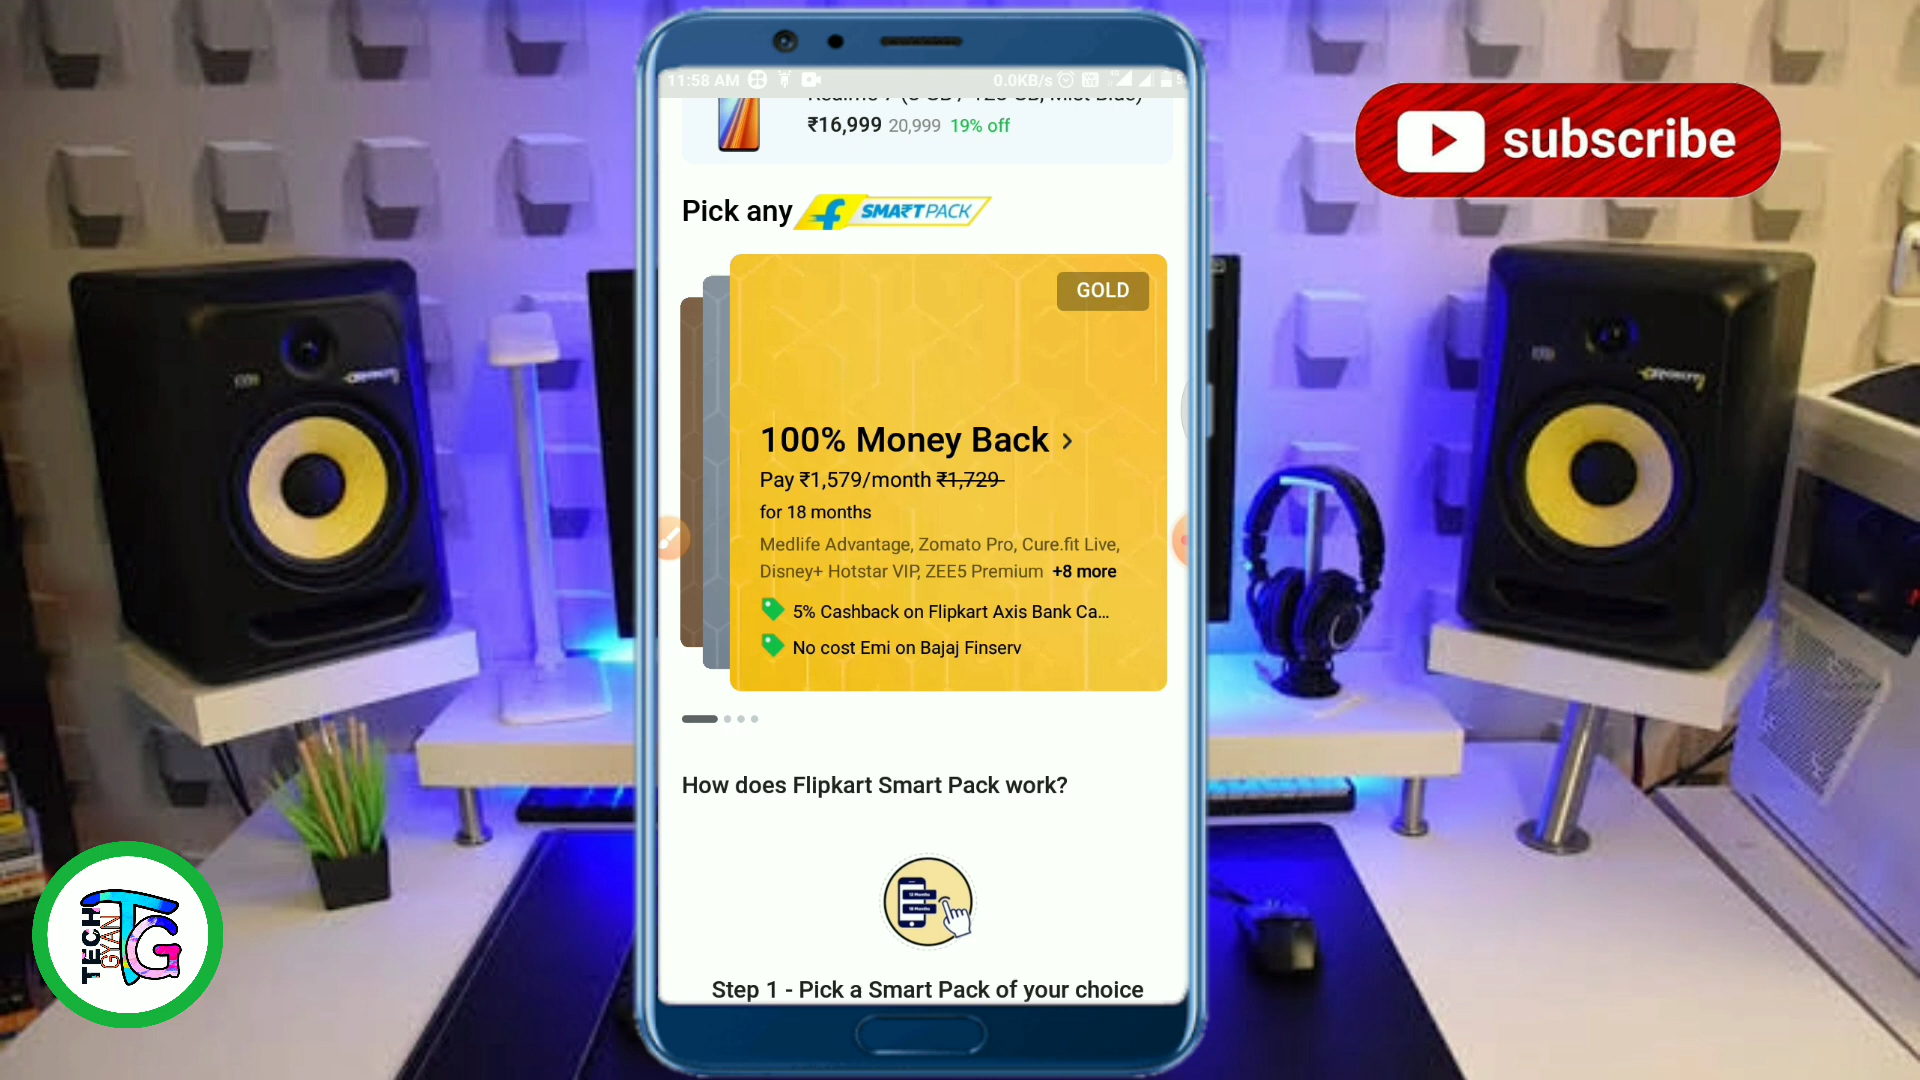 11:58 AM
0.0KB/s
₹16,999 20,999 19% off
subscribe
Pick any
SMA₹TPACK
GOLD
100% Money Back
Pay ₹1,579/month ₹1,729
for 18 months
Medlife Advantage, Zomato Pro, Cure.fit Live,
Disney+ Hotstar VIP, ZEE5 Premium +8 more
5% Cashback on Flipkart Axis Bank Ca...
No cost Emi on Bajaj Finserv
How does Flipkart Smart Pack work?
Step 1 - Pick a Smart Pack of your choice
TECH
GYAN
TG